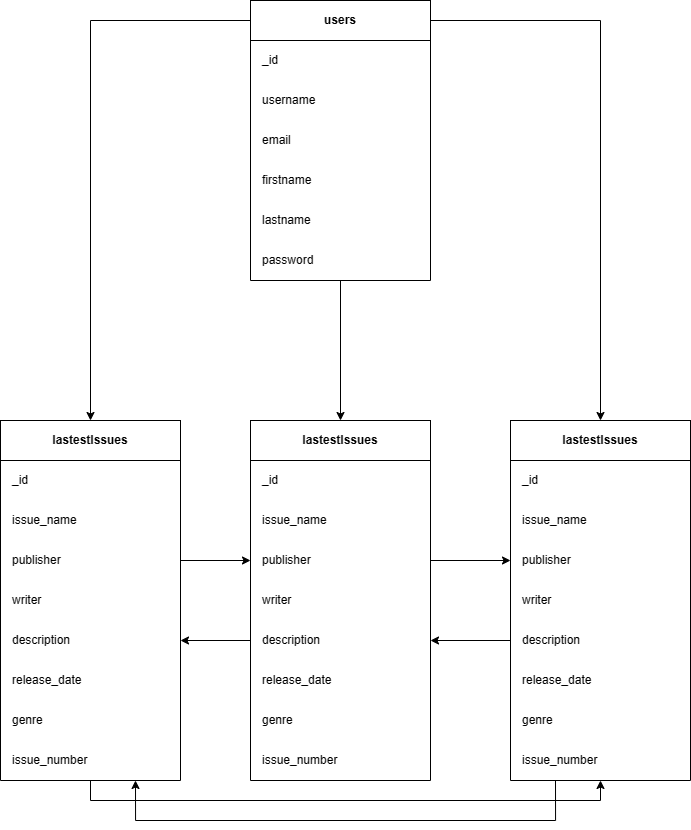 users
_id
username
email
firstname
lastname
password
lastestIssues
_id
issue_name
publisher
writer
description
release_date
genre
issue_number
lastestIssues
_id
issue_name
publisher
writer
description
release_date
genre
issue_number
lastestIssues
_id
issue_name
publisher
writer
description
release_date
genre
issue_number